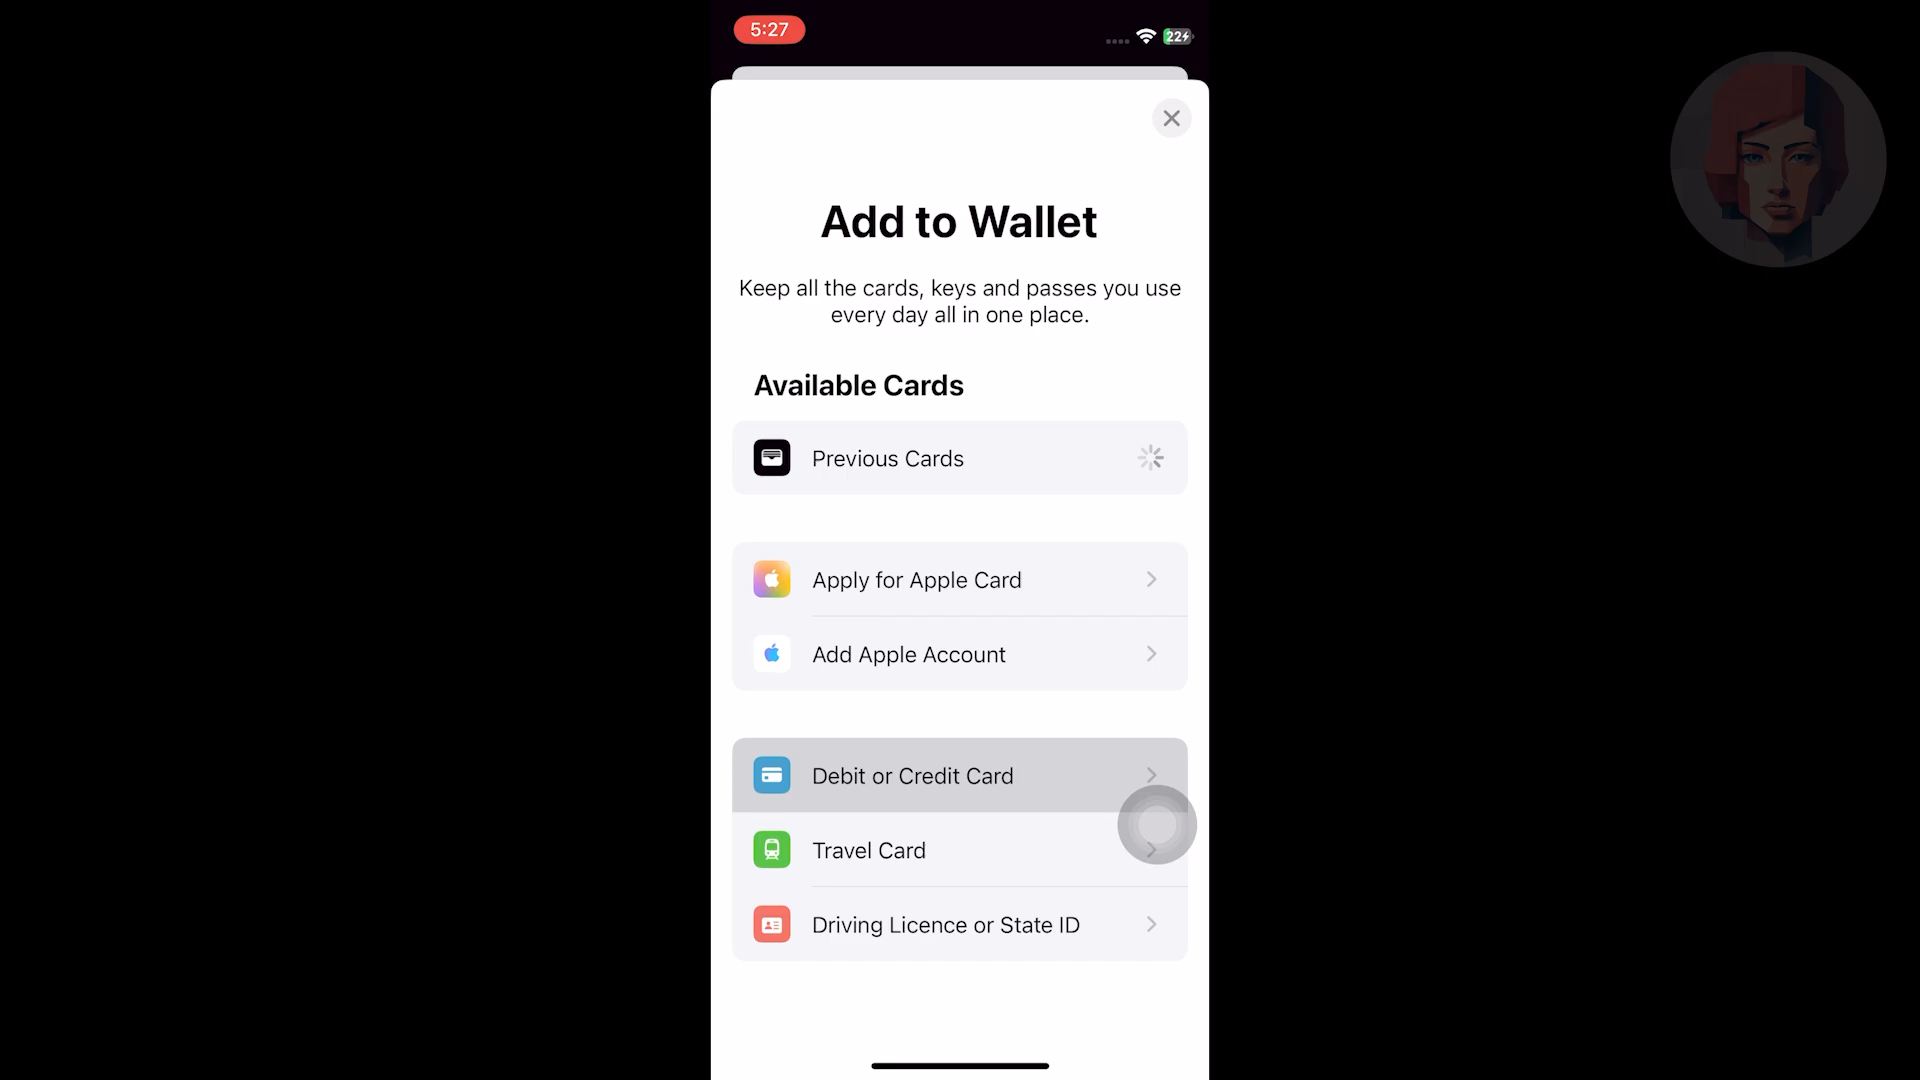 5:27
22
Add to Wallet
Keep all the cards, keys and passes you use
every day all in one place.
Available Cards
Previous Cards
Apply for Apple Card
Add Apple Account
Debit or Credit Card
Travel Card
Driving Licence or State ID